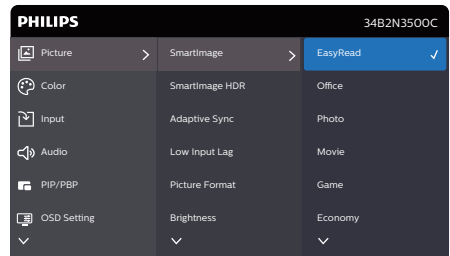 PHILIPS 34B2N3500C
Picture SmartImage EasyRead
Color SmartImage HDR Office
Input Adaptive Sync Photo
Audio Low Input Lag Movie
PIP/PBP Picture Format Game
OSD Setting Brightness Economy